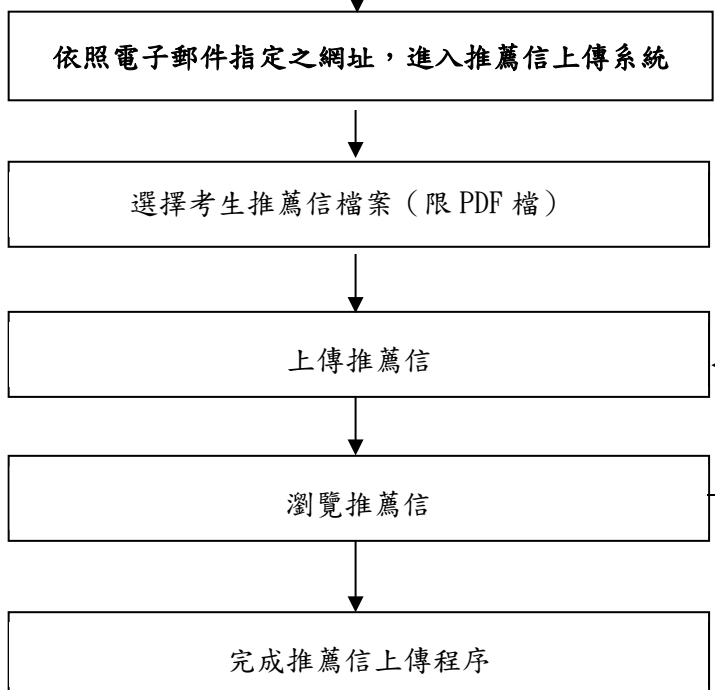 依照電子郵件指定之網址，進入推薦信上傳系統
選擇考生推薦信檔案（限 PDF 檔）
上傳推薦信
瀏覽推薦信
完成推薦信上傳程序